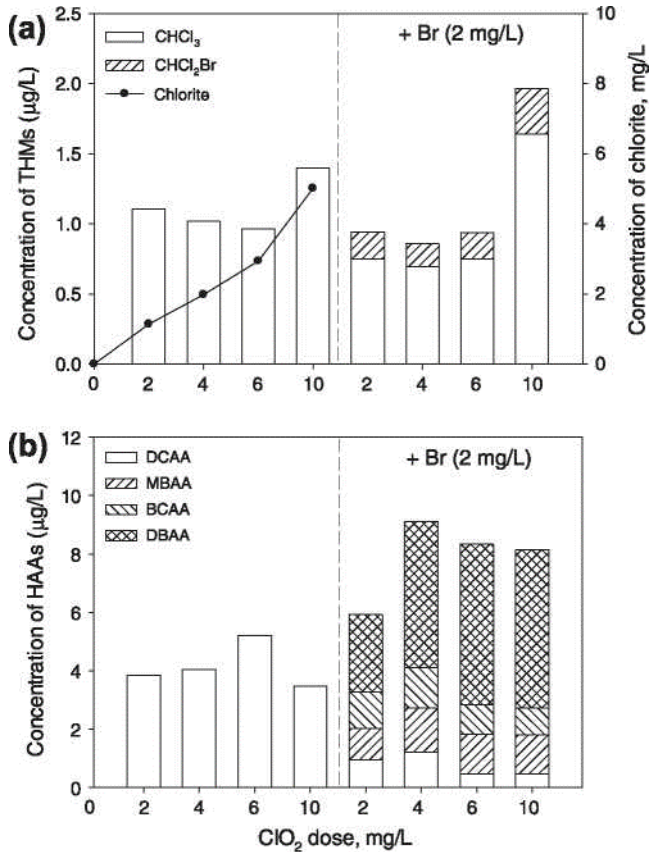 (a)
CHCl₃
CHCl₂Br
Chlorite
+ Br (2 mg/L)
Concentration of THMs (μg/L)
2.5
2.0
1.5
1.0
0.5
0.0
Concentration of chlorite, mg/L
10
8
6
4
2
0
0 2 4 6 10 2 4 6 10
(b)
DCAA
MBAA
BCAA
DBAA
+ Br (2 mg/L)
Concentration of HAAs (μg/L)
12
10
8
6
4
2
0
0 2 4 6 10 2 4 6 10
ClO₂ dose, mg/L